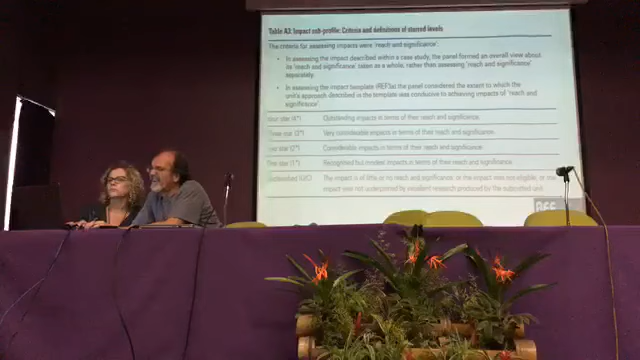 Table A3: Impact sub-profile: Criteria and definitions of starred levels
The criteria for assessing impacts were 'reach and significance'.
• In assessing the impact described within a case study, the panel formed an overall view about
its 'reach and significance' taken as a whole, rather than assessing 'reach and significance'
separately.
• In assessing the impact template (REF3a) the panel considered the extent to which the
unit's approach described in the template was conducive to achieving impacts of 'reach and
significance'.
Four star (4*) Outstanding impacts in terms of their reach and significance.
Three star (3*) Very considerable impacts in terms of their reach and significance.
Two star (2*) Considerable impacts in terms of their reach and significance.
One star (1*) Recognised but modest impacts in terms of their reach and significance.
Unclassified (U/C) The impact is of little or no reach and significance; or the impact was not eligible; or the
impact was not underpinned by excellent research produced by the submitted unit.
REF